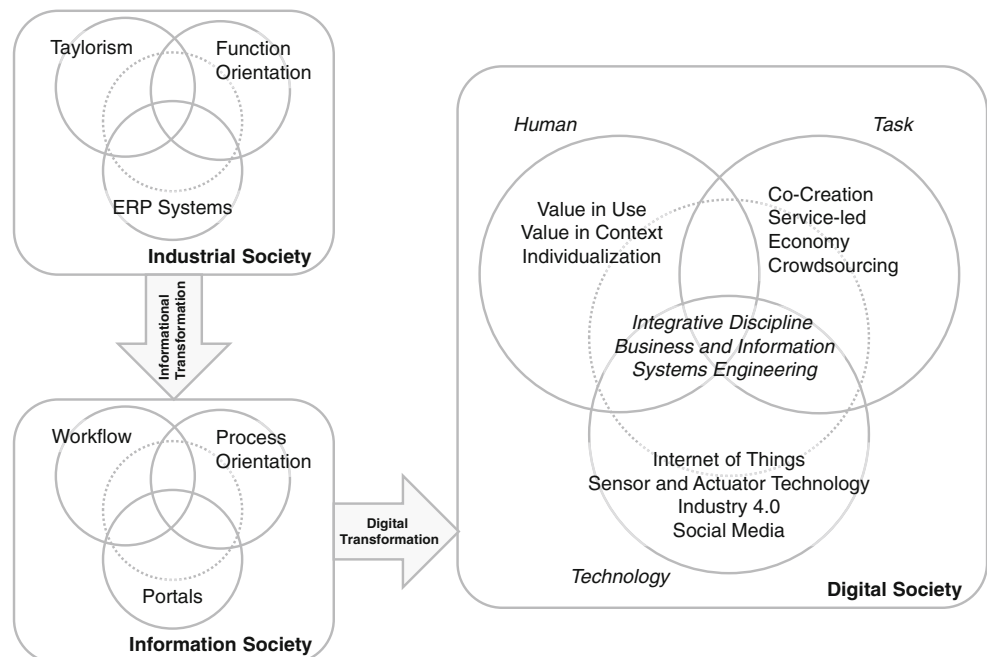 Taylorism
Function
Orientation
ERP Systems
Industrial Society
Informational
Transformation
Workflow
Process
Orientation
Portals
Information Society
Digital
Transformation
Human
Task
Value in Use
Value in Context
Individualization
Co-Creation
Service-led
Economy
Crowdsourcing
Integrative Discipline
Business and Information
Systems Engineering
Internet of Things
Sensor and Actuator Technology
Industry 4.0
Social Media
Technology
Digital Society